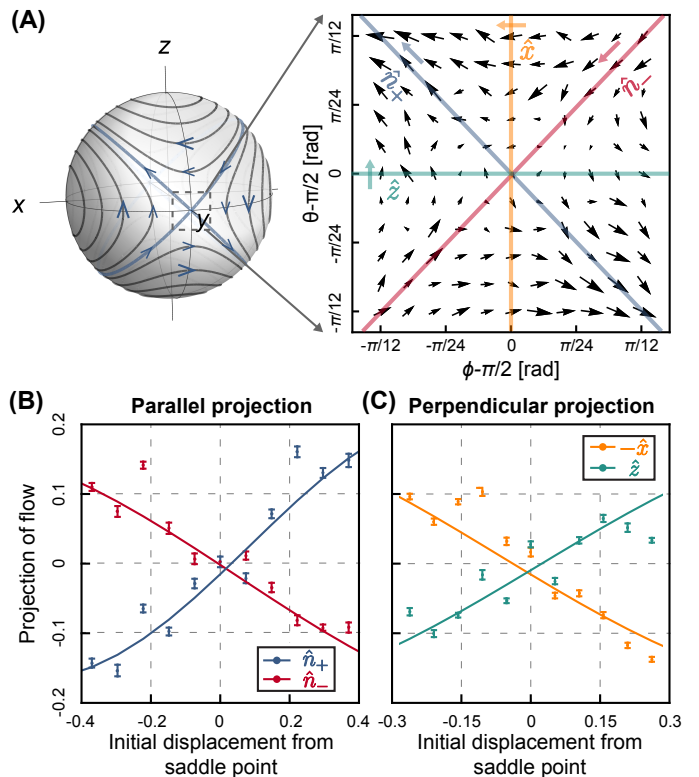 (A)
z
x
y
θ-π/2 [rad]
π/12
π/24
0
-π/24
-π/12
-π/12
-π/24
0
π/24
π/12
ϕ-π/2 [rad]
x̂
n̂₊
n̂₋
ẑ
(B)
Parallel projection
(C)
Perpendicular projection
Projection of flow
0.2
0.1
0
-0.1
-0.2
n̂₊
n̂₋
-x̂
ẑ
-0.4
-0.2
0
0.2
0.4
-0.3
-0.15
0
0.15
0.3
Initial displacement from
saddle point
Initial displacement from
saddle point